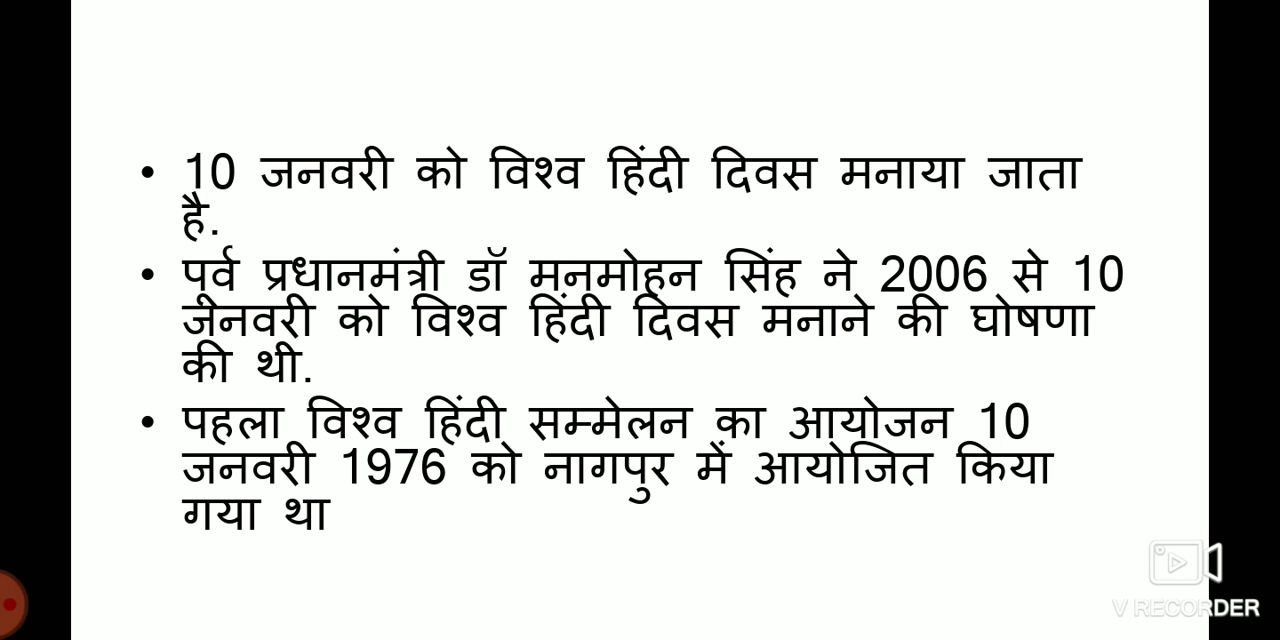 • 10 जनवरी को विश्व हिंदी दिवस मनाया जाता
है.
• पूर्व प्रधानमंत्री डॉ मनमोहन सिंह ने 2006 से 10
जनवरी को विश्व हिंदी दिवस मनाने की घोषणा
की थी.
• पहला विश्व हिंदी सम्मेलन का आयोजन 10
जनवरी 1976 को नागपुर में आयोजित किया
गया था
V RECORDER